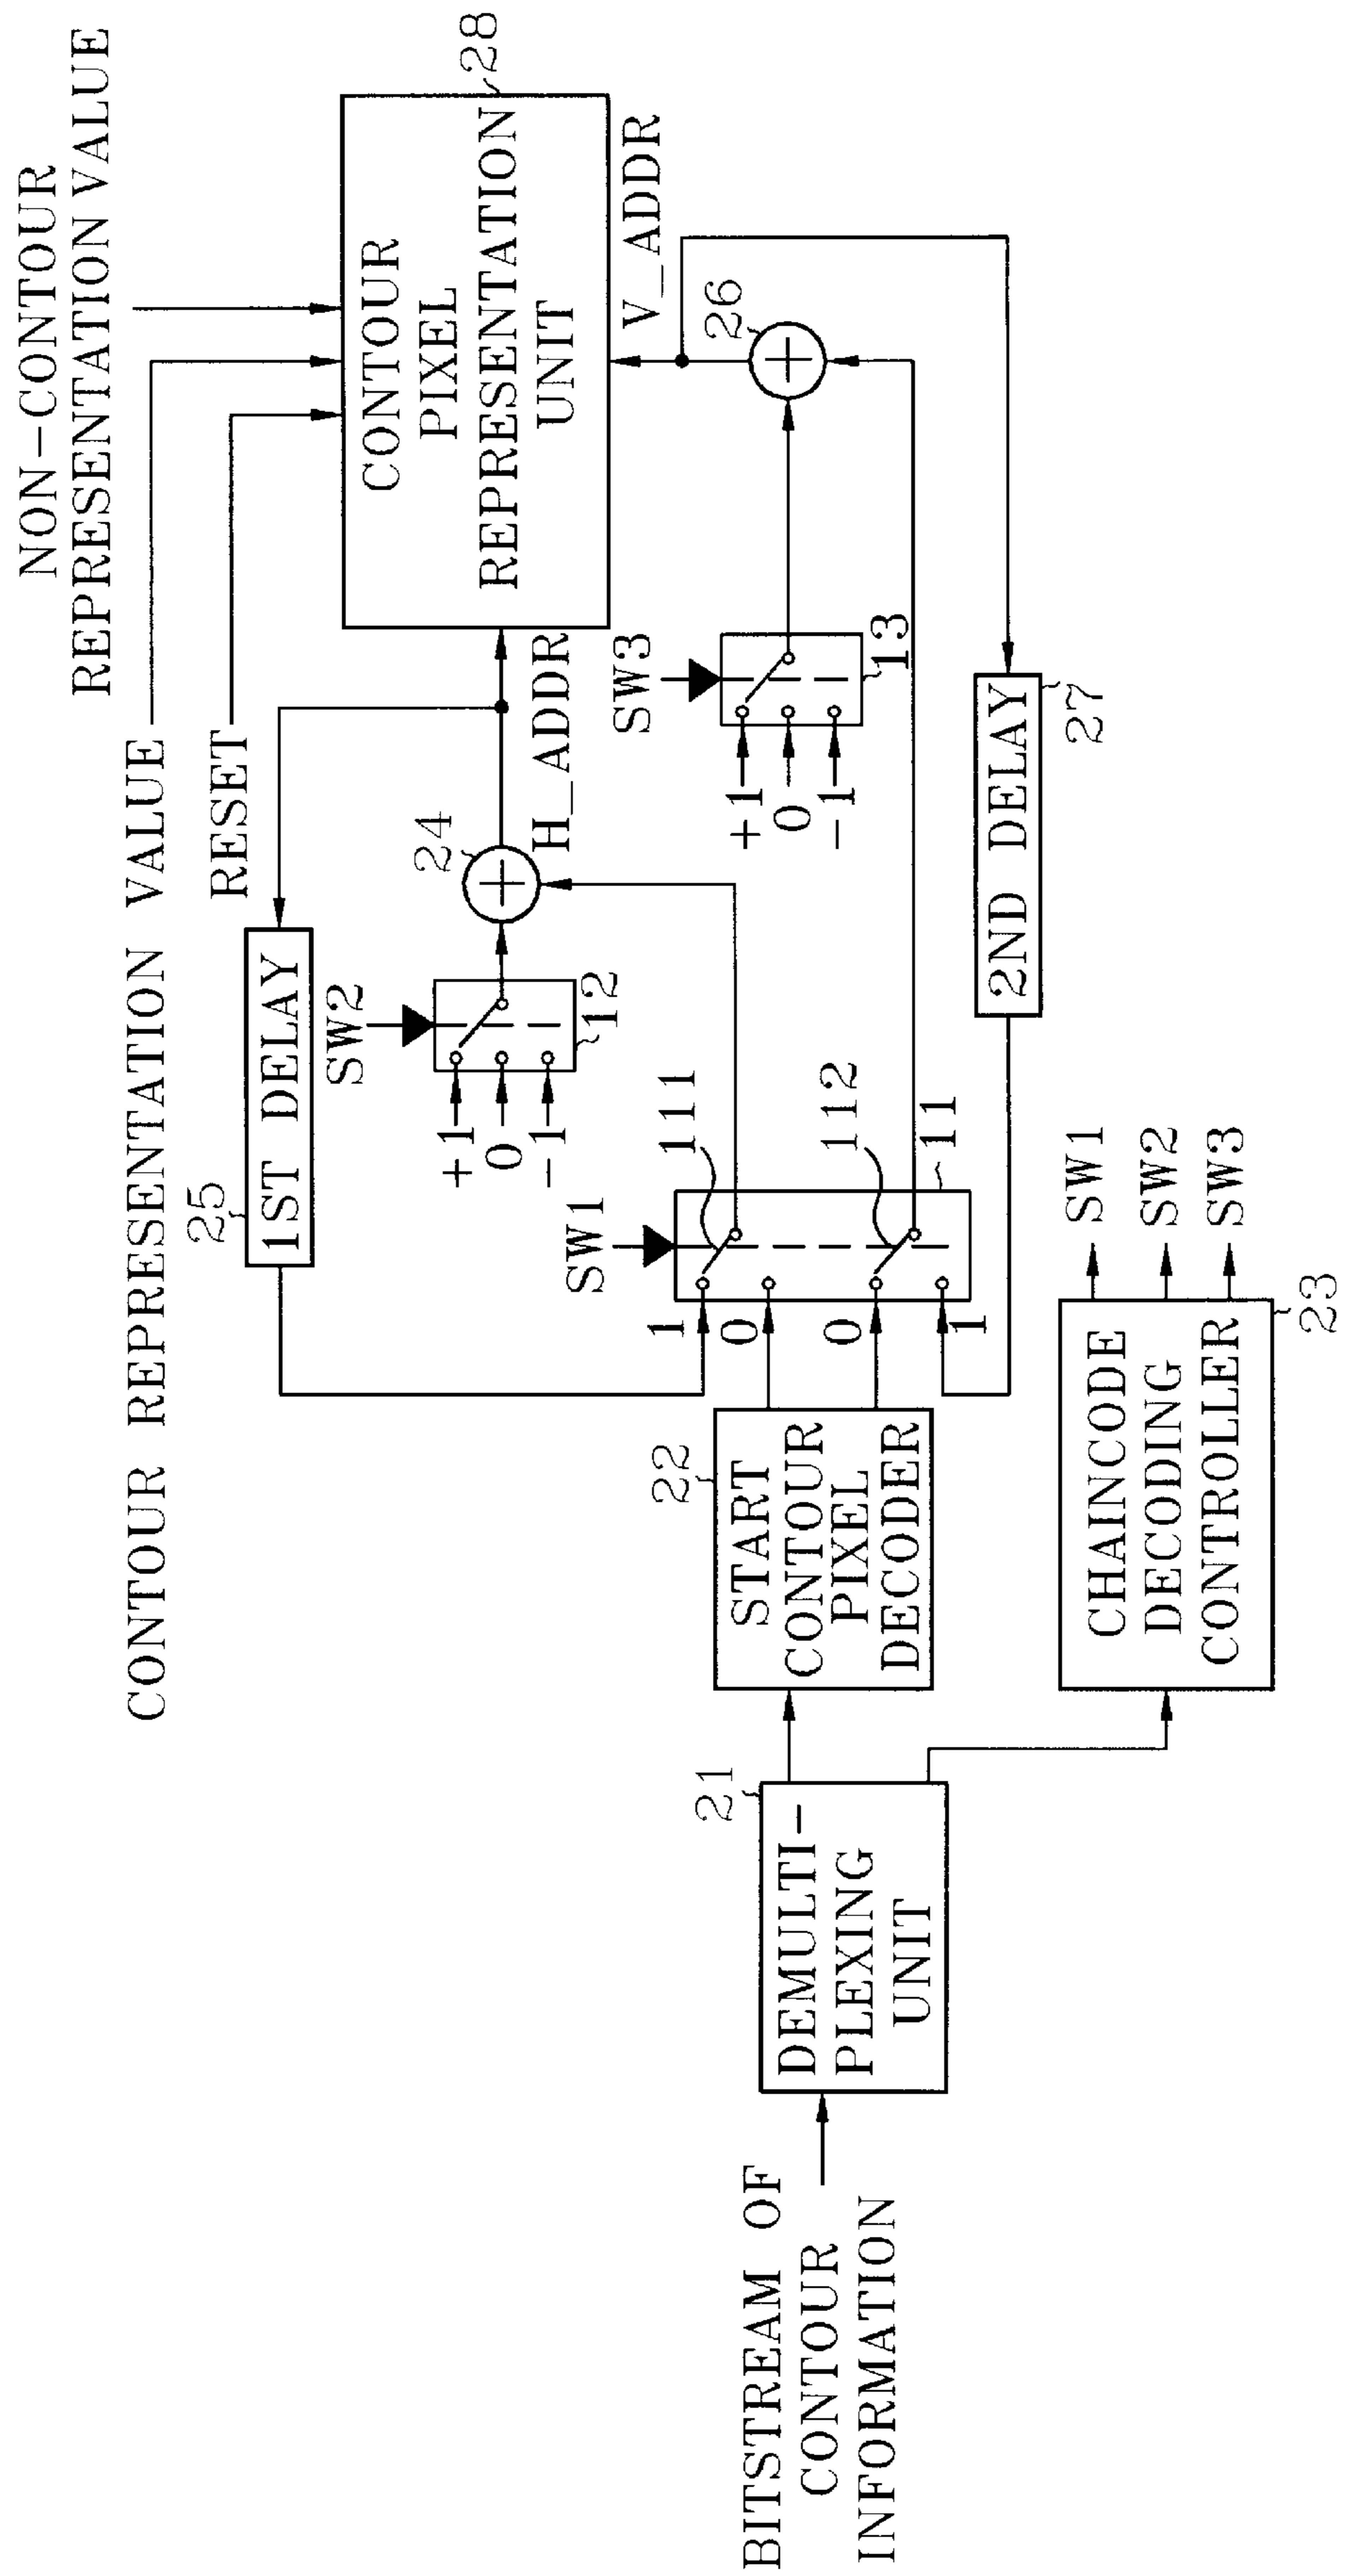 NON-CONTOUR
REPRESENTATION VALUE
CONTOUR REPRESENTATION VALUE
RESET
25
1ST DELAY
28
CONTOUR
PIXEL
REPRESENTATION
UNIT
SW2
+1
0
-1
12
24
H_ADDR
V_ADDR
SW3
+1
0
-1
13
26
SW1
1
0
0
1
111
112
11
2ND DELAY
27
BITSTREAM OF
CONTOUR
INFORMATION
21
DEMULTI-
PLEXING
UNIT
22
START
CONTOUR
PIXEL
DECODER
CHAINCODE
DECODING
CONTROLLER
23
SW1
SW2
SW3